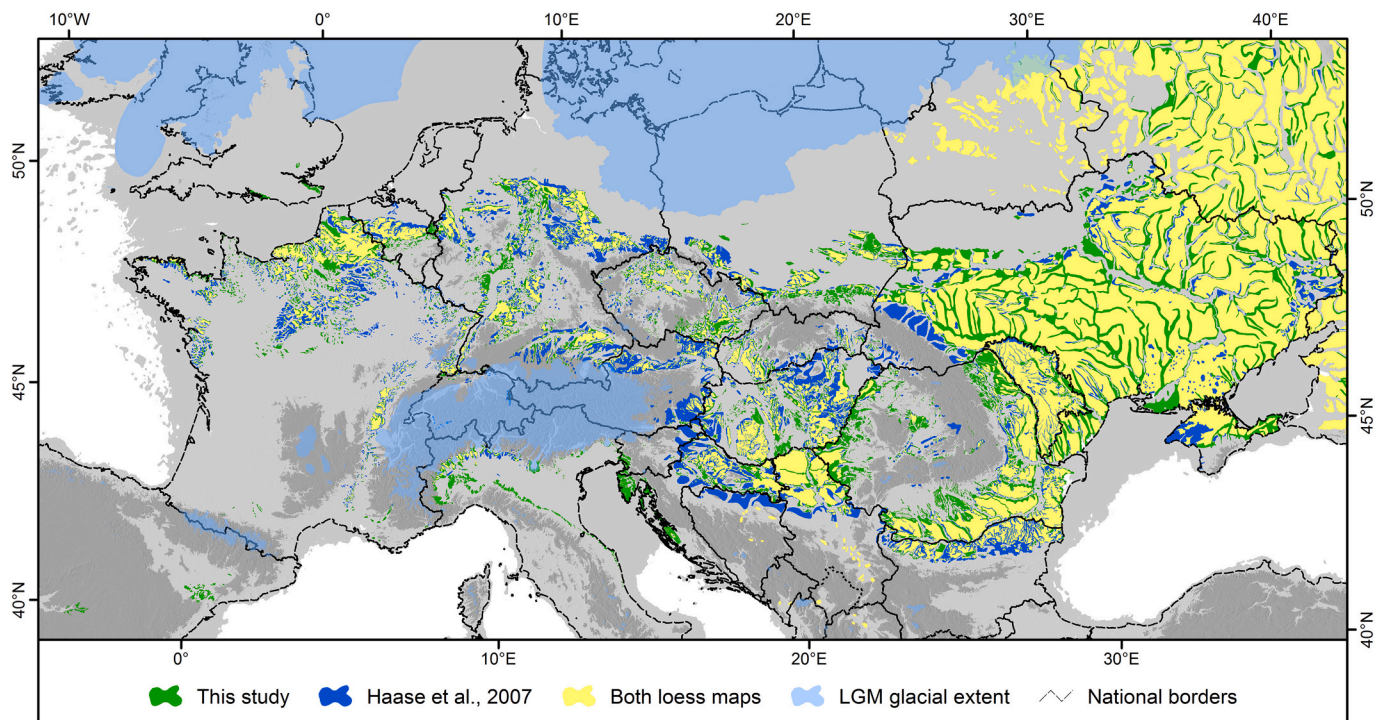 10°W 0° 10°E 20°E 30°E 40°E
50°N 50°N
45°N 45°N
40°N 40°N
0° 10°E 20°E 30°E
This study Haase et al., 2007 Both loess maps LGM glacial extent National borders